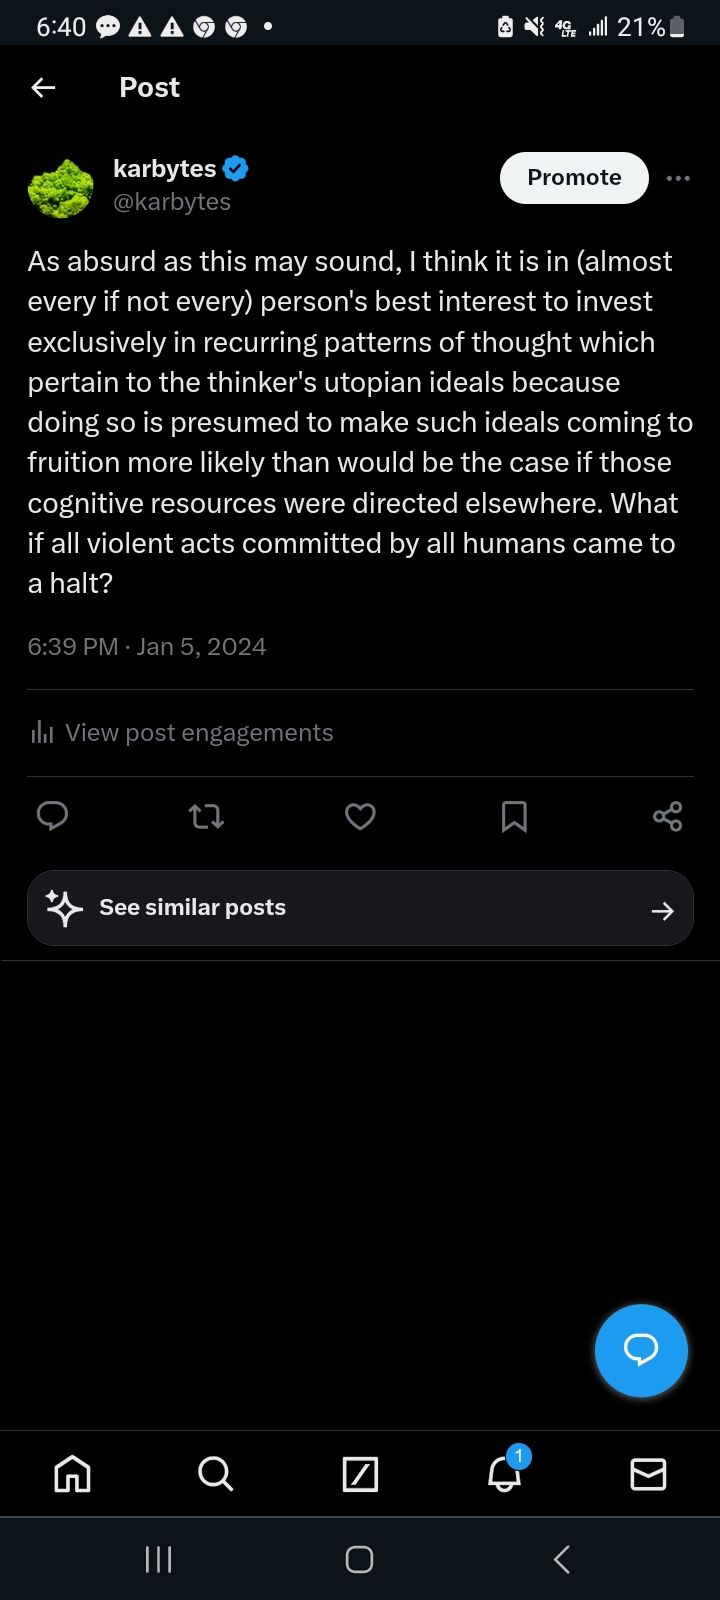 6:40
4G LTE 21%
Post
karbytes
@karbytes
Promote
As absurd as this may sound, I think it is in (almost
every if not every) person's best interest to invest
exclusively in recurring patterns of thought which
pertain to the thinker's utopian ideals because
doing so is presumed to make such ideals coming to
fruition more likely than would be the case if those
cognitive resources were directed elsewhere. What
if all violent acts committed by all humans came to
a halt?
6:39 PM · Jan 5, 2024
View post engagements
See similar posts
1